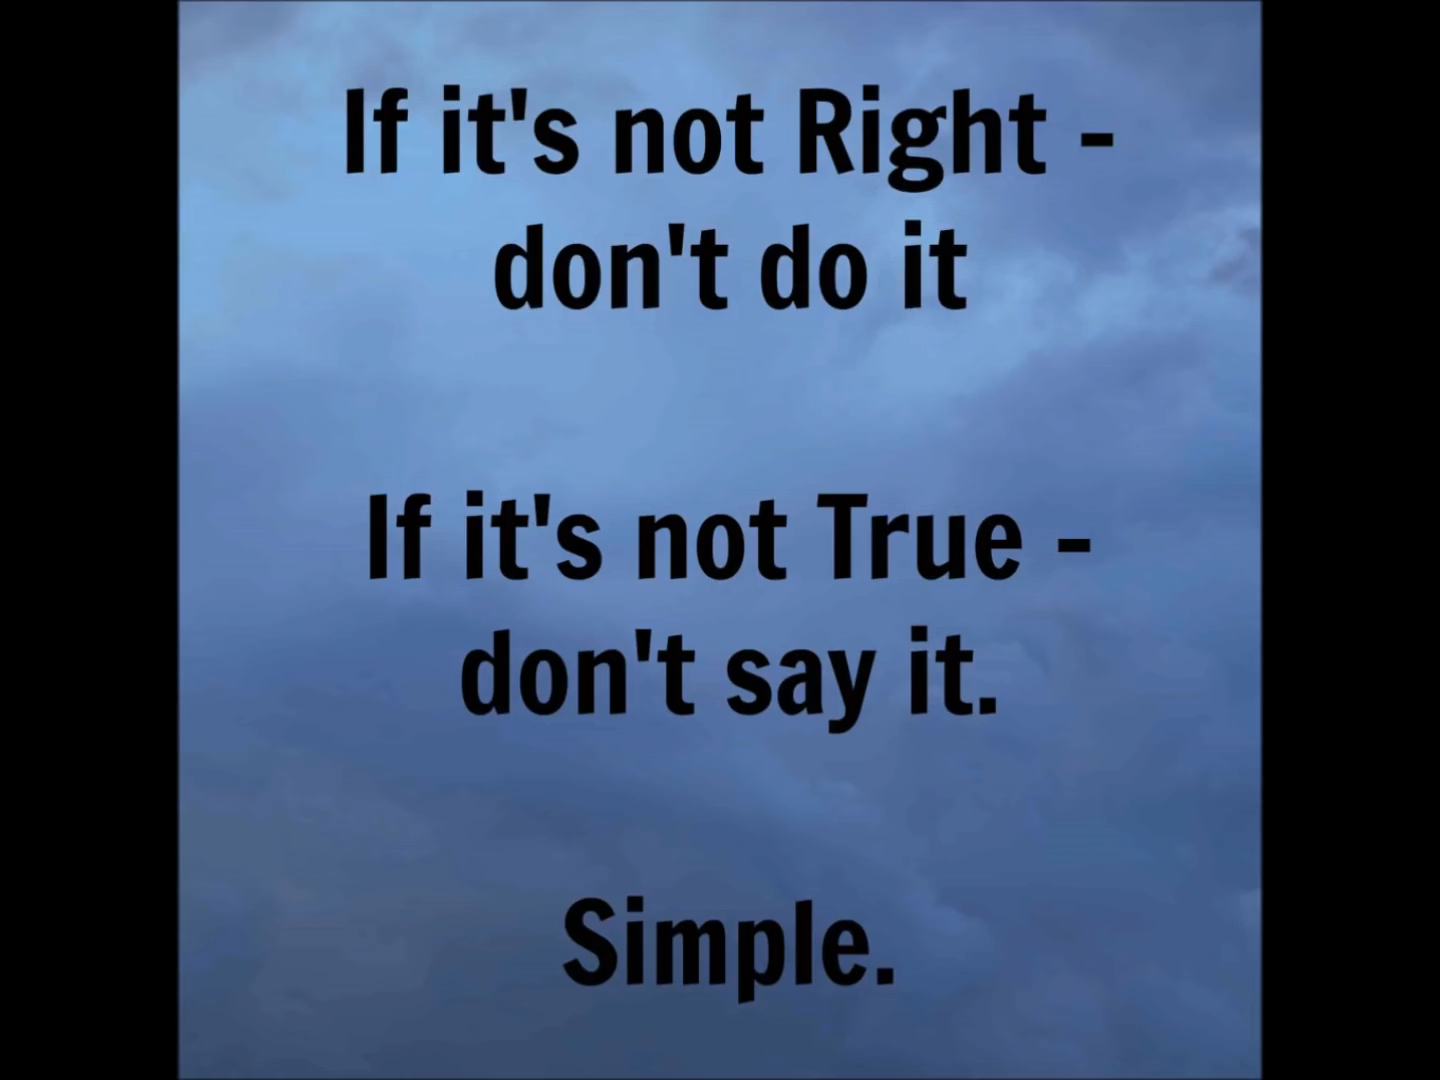 If it's not Right -
don't do it
If it's not True -
don't say it.
Simple.